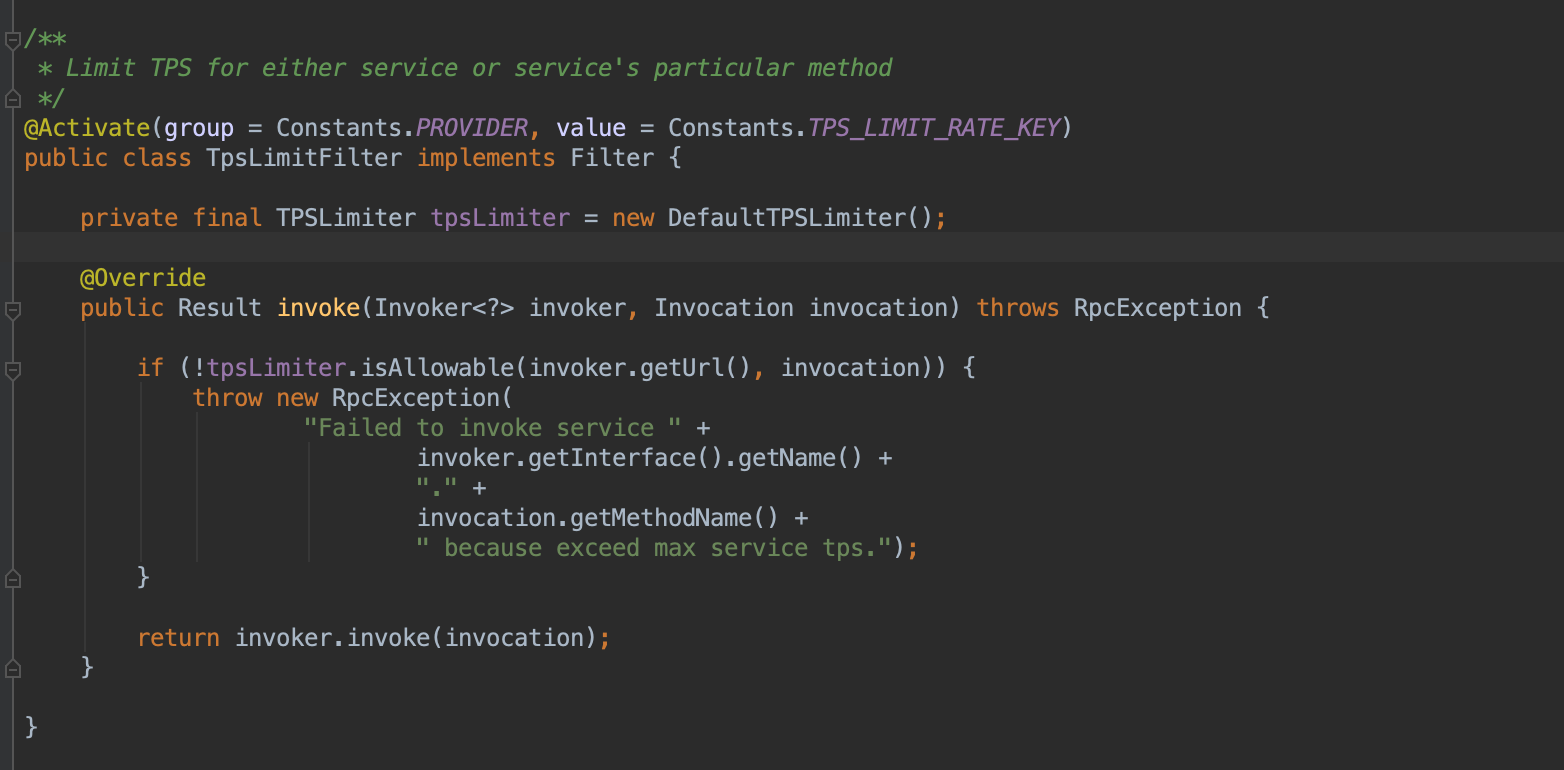 /**
 * Limit TPS for either service or service's particular method
 */
@Activate(group = Constants.PROVIDER, value = Constants.TPS_LIMIT_RATE_KEY)
public class TpsLimitFilter implements Filter {
    private final TPSLimiter tpsLimiter = new DefaultTPSLimiter();
    @Override
    public Result invoke(Invoker<?> invoker, Invocation invocation) throws RpcException {
        if (!tpsLimiter.isAllowable(invoker.getUrl(), invocation)) {
            throw new RpcException(
                    "Failed to invoke service " +
                            invoker.getInterface().getName() +
                            "." +
                            invocation.getMethodName() +
                            " because exceed max service tps.");
        }
        return invoker.invoke(invocation);
    }
}